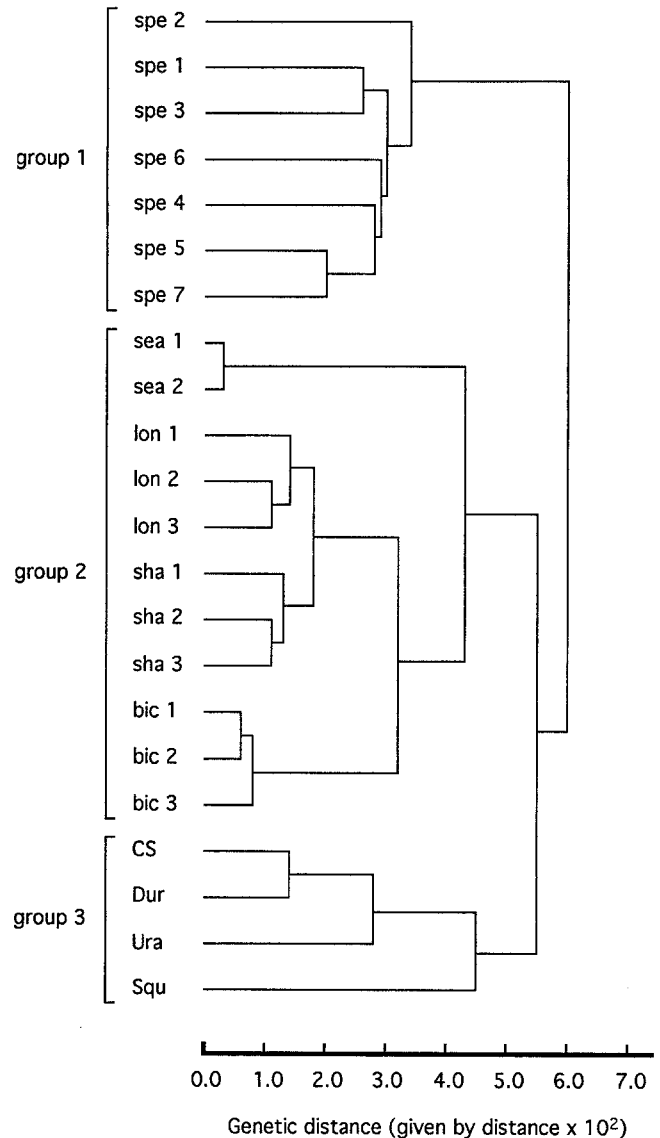 spe 2
spe 1
spe 3
group 1
spe 6
spe 4
spe 5
spe 7
sea 1
sea 2
lon 1
lon 2
lon 3
group 2
sha 1
sha 2
sha 3
bic 1
bic 2
bic 3
CS
Dur
group 3
Ura
Squ
0.0 1.0 2.0 3.0 4.0 5.0 6.0 7.0
Genetic distance (given by distance x 10²)